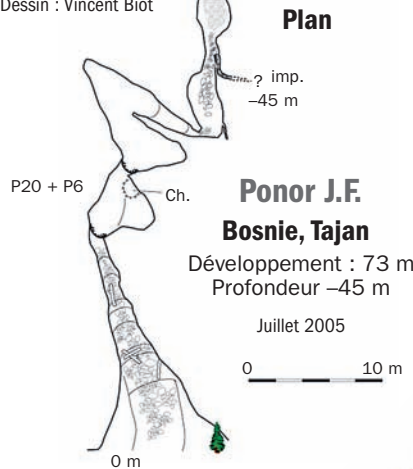 Dessin : Vincent Biot
Plan
? imp.
–45 m
P20 + P6
Ch.
Ponor J.F.
Bosnie, Tajan
Développement : 73 m
Profondeur –45 m
Juillet 2005
0 10 m
0 m